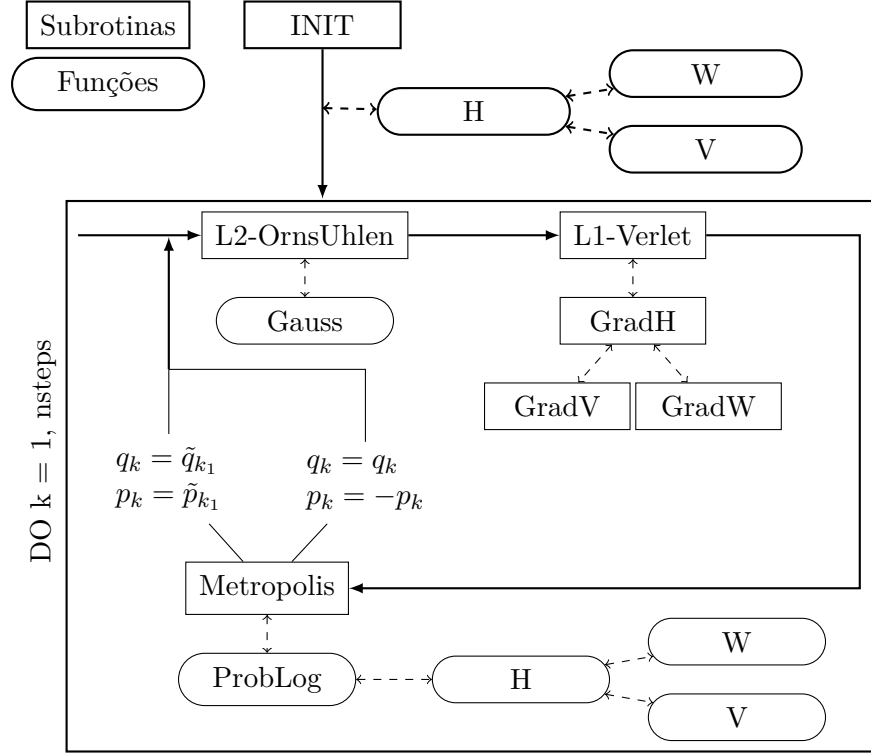 Subrotinas
INIT
Funções
H
W
V
L2-OrnsUhlen
L1-Verlet
Gauss
GradH
GradV
GradW
DO k = 1, nsteps
$q_k = \tilde{q}_{k_1}$
$p_k = \tilde{p}_{k_1}$
$q_k = q_k$
$p_k = -p_k$
Metropolis
ProbLog
H
W
V